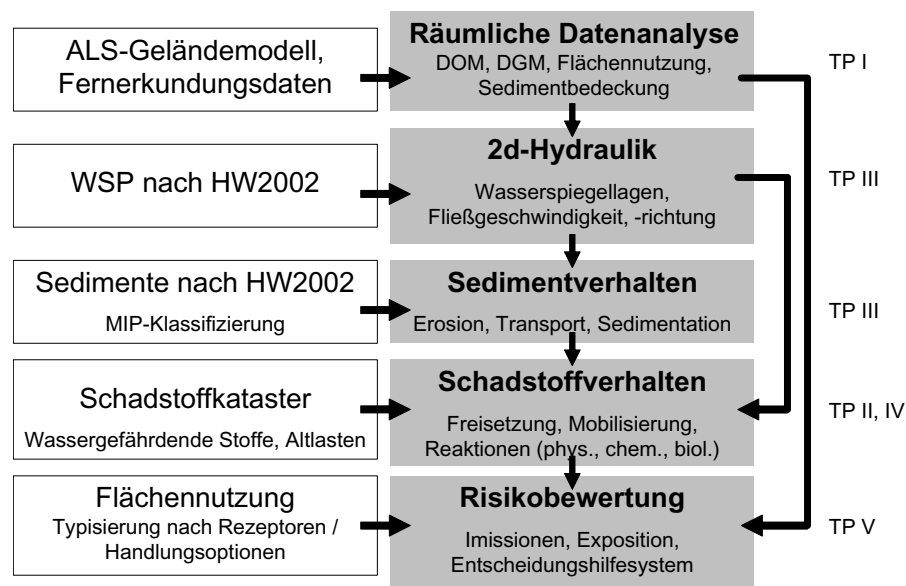 ALS-Geländemodell,
Fernerkundungsdaten
Räumliche Datenanalyse
DOM, DGM, Flächennutzung,
Sedimentbedeckung
TP I
WSP nach HW2002
2d-Hydraulik
Wasserspiegellagen,
Fließgeschwindigkeit, -richtung
TP III
Sedimente nach HW2002
MIP-Klassifizierung
Sedimentverhalten
Erosion, Transport, Sedimentation
TP III
Schadstoffkataster
Wassergefährdende Stoffe, Altlasten
Schadstoffverhalten
Freisetzung, Mobilisierung,
Reaktionen (phys., chem., biol.)
TP II, IV
Flächennutzung
Typisierung nach Rezeptoren /
Handlungsoptionen
Risikobewertung
Imissionen, Exposition,
Entscheidungshilfesystem
TP V